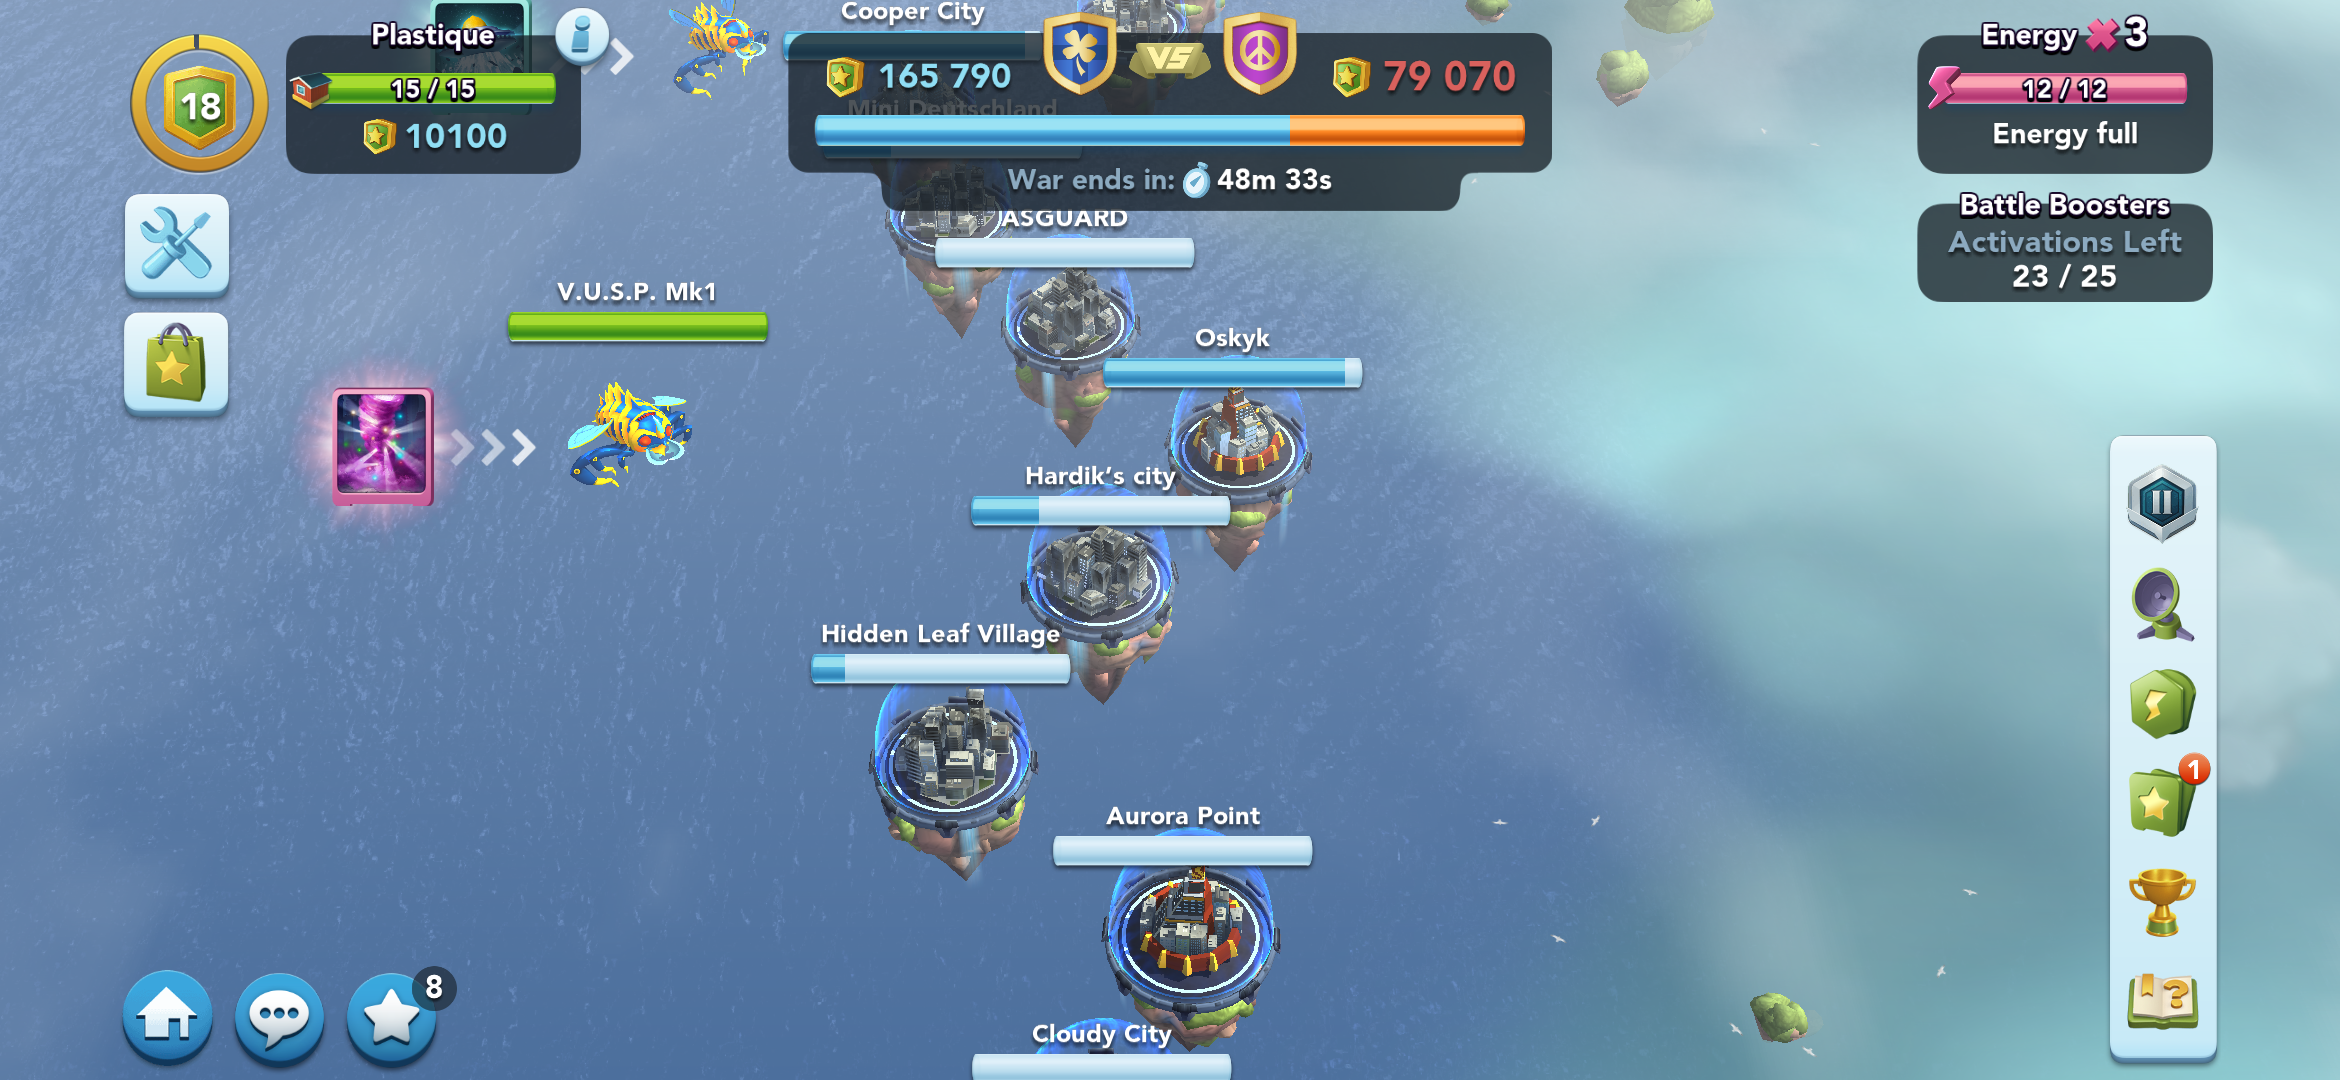 Plastique
18
15 / 15
10100
Cooper City
165 790
VS
79 070
Mini Deutschland
War ends in: 48m 33s
Energy ✖ 3
12 / 12
Energy full
Battle Boosters
Activations Left
23 / 25
ASGUARD
V.U.S.P. Mk1
Oskyk
Hardik's city
II
Hidden Leaf Village
1
Aurora Point
8
?
Cloudy City